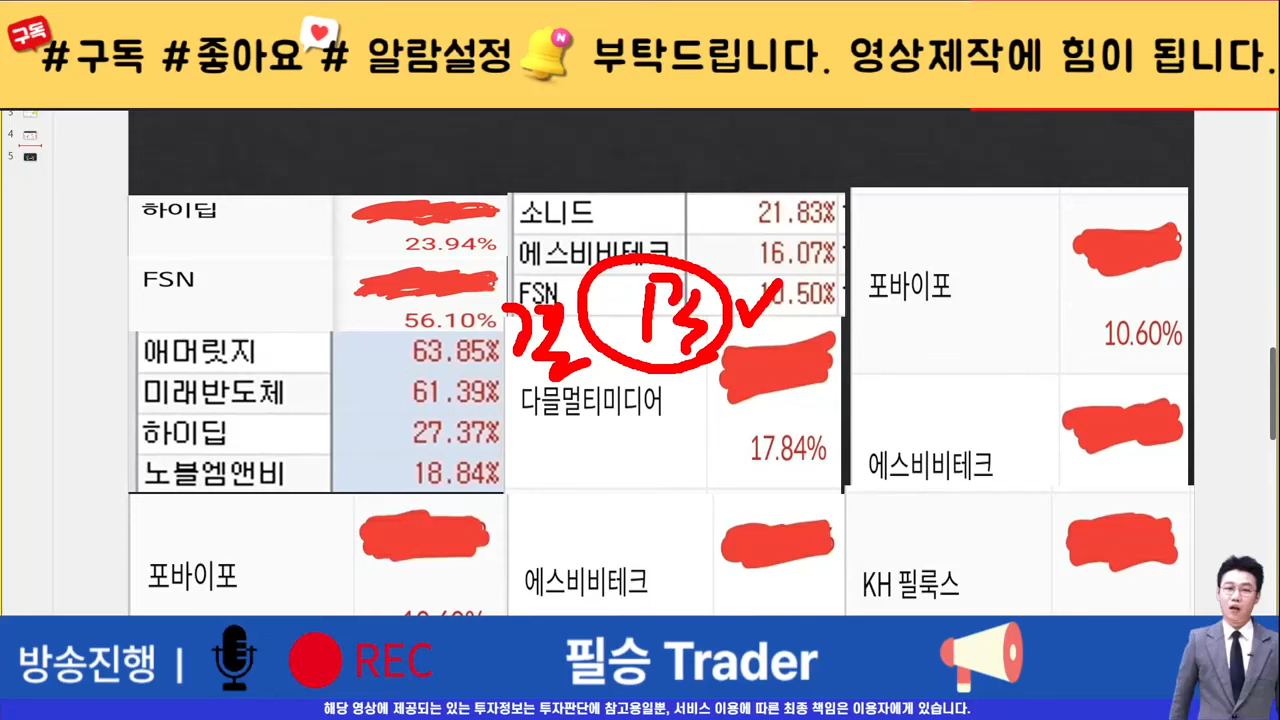 구독
#구독 #좋아요 # 알람설정 N 부탁드립니다. 영상제작에 힘이 됩니다.
4
5
하이딥
23.94%
FSN
56.10%
애머릿지 63.85%
미래반도체 61.39%
하이딥 27.37%
노블엠앤비 18.84%
소니드 21.83%
에스비비테크 16.07%
FSN 10.50%
다믈멀티미디어
17.84%
포바이포
10.60%
에스비비테크
포바이포
에스비비테크
KH 필룩스
방송진행 | REC 필승 Trader
해당 영상에 제공되는 있는 투자정보는 투자판단에 참고용일뿐, 서비스 이용에 따른 최종 책임은 이용자에게 있습니다.